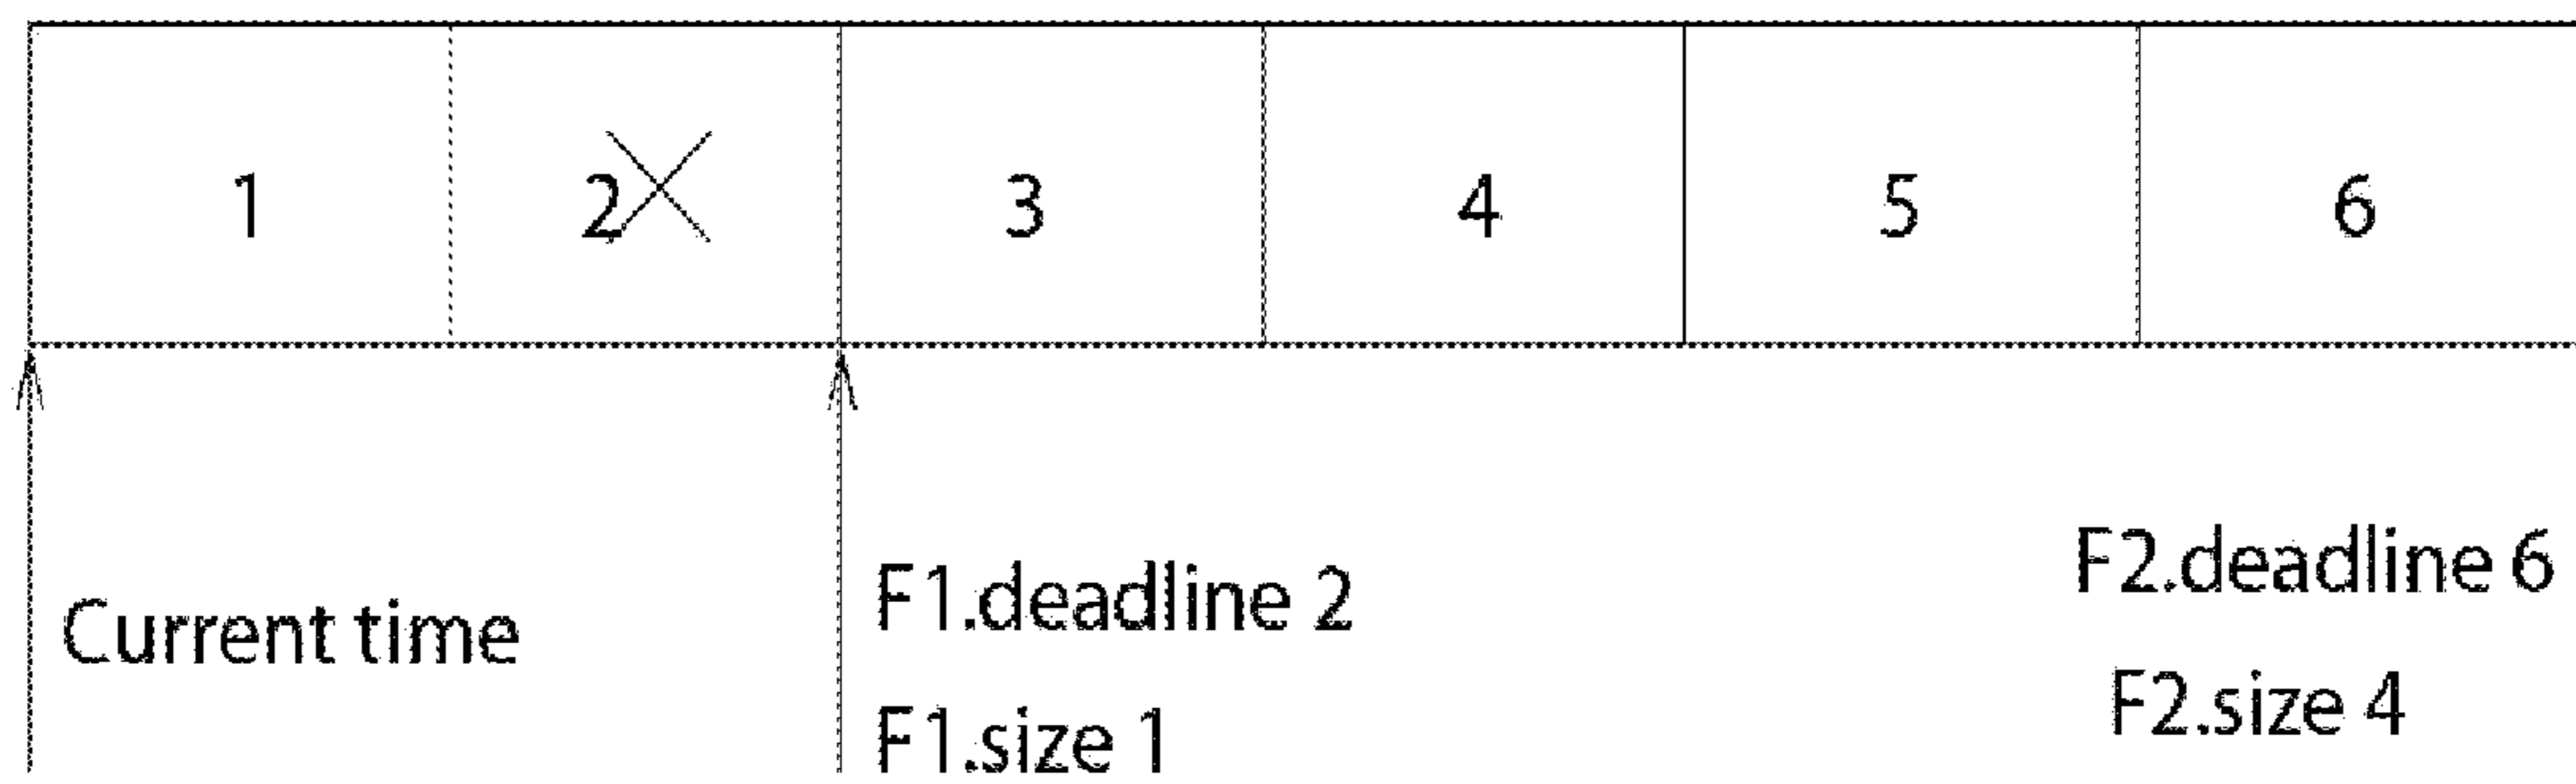 1 2 3 4 5 6
Current time
F1.deadline 2
F1.size 1
F2.deadline 6
F2.size 4